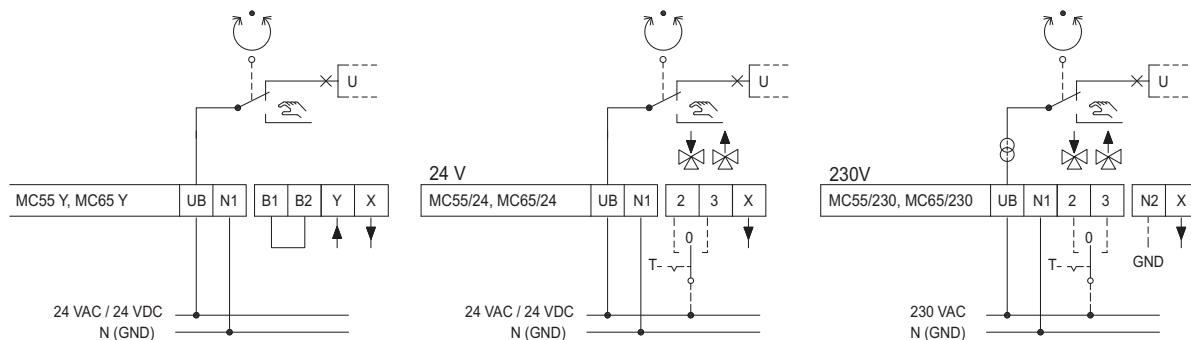 U
MC55 Y, MC65 Y
UB N1 B1 B2 Y X
24 VAC / 24 VDC
N (GND)
U
24 V
MC55/24, MC65/24
UB N1 2 3 X
0
T
24 VAC / 24 VDC
N (GND)
U
230V
MC55/230, MC65/230
UB N1 2 3 N2 X
0
GND
T
230 VAC
N (GND)